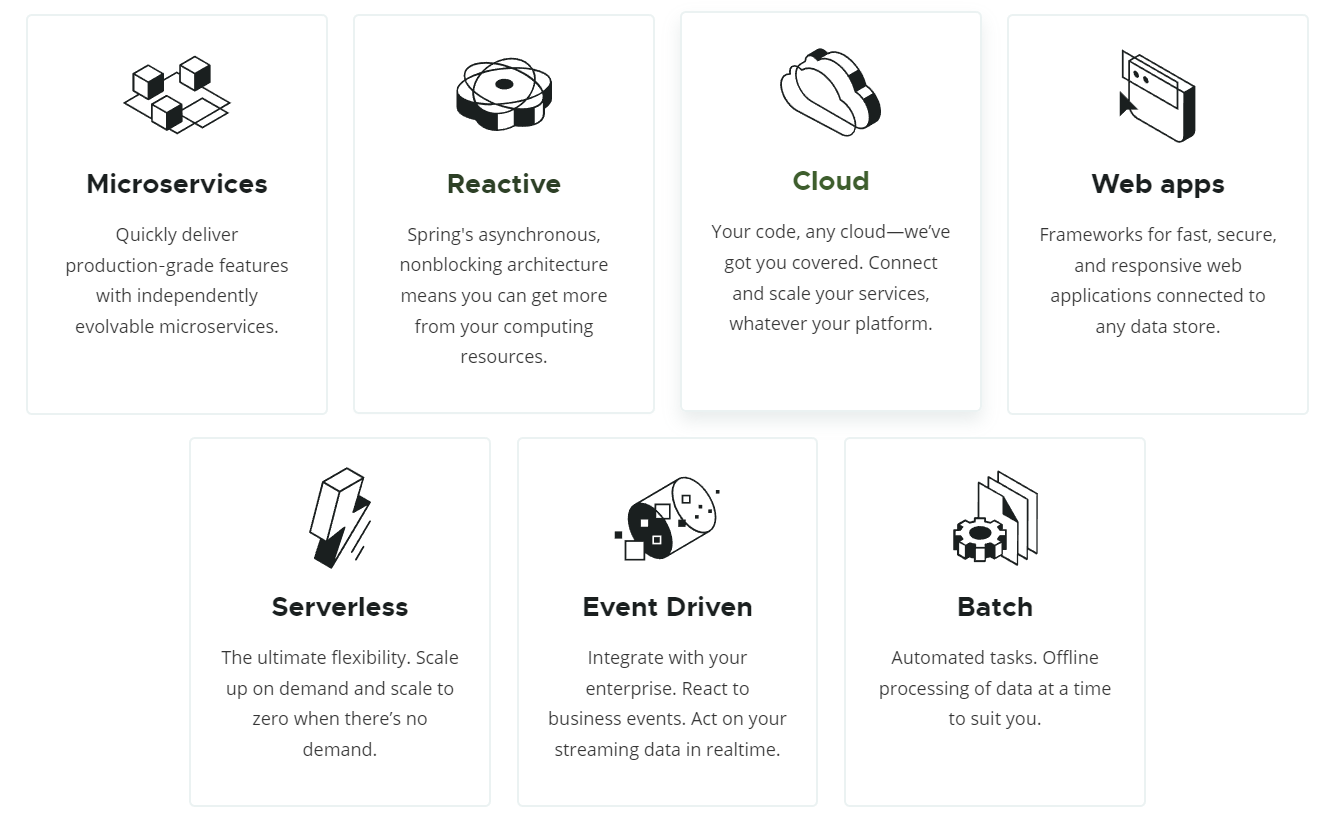 Microservices
Quickly deliver
production-grade features
with independently
evolvable microservices.
Reactive
Spring's asynchronous,
nonblocking architecture
means you can get more
from your computing
resources.
Cloud
Your code, any cloud—we’ve
got you covered. Connect
and scale your services,
whatever your platform.
Web apps
Frameworks for fast, secure,
and responsive web
applications connected to
any data store.
Serverless
The ultimate flexibility. Scale
up on demand and scale to
zero when there’s no
demand.
Event Driven
Integrate with your
enterprise. React to
business events. Act on your
streaming data in realtime.
Batch
Automated tasks. Offline
processing of data at a time
to suit you.